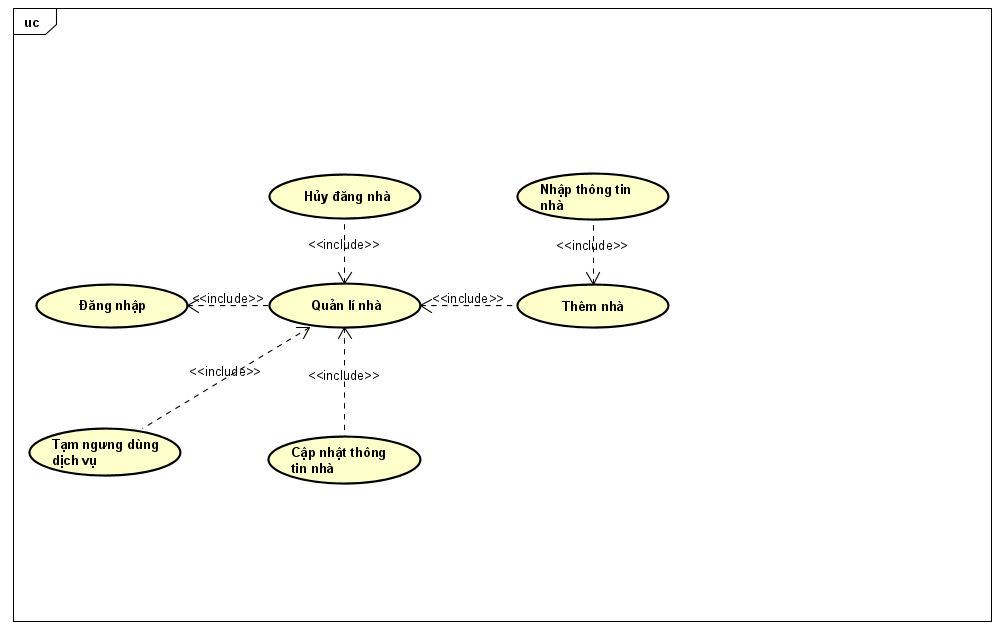 uc
Hủy đăng nhà
Nhập thông tin
nhà
<<include>>
<<include>>
Đăng nhập
<<include>>
Quản lí nhà
<<include>>
Thêm nhà
<<include>>
<<include>>
Tạm ngưng dùng
dịch vụ
Cập nhật thông
tin nhà